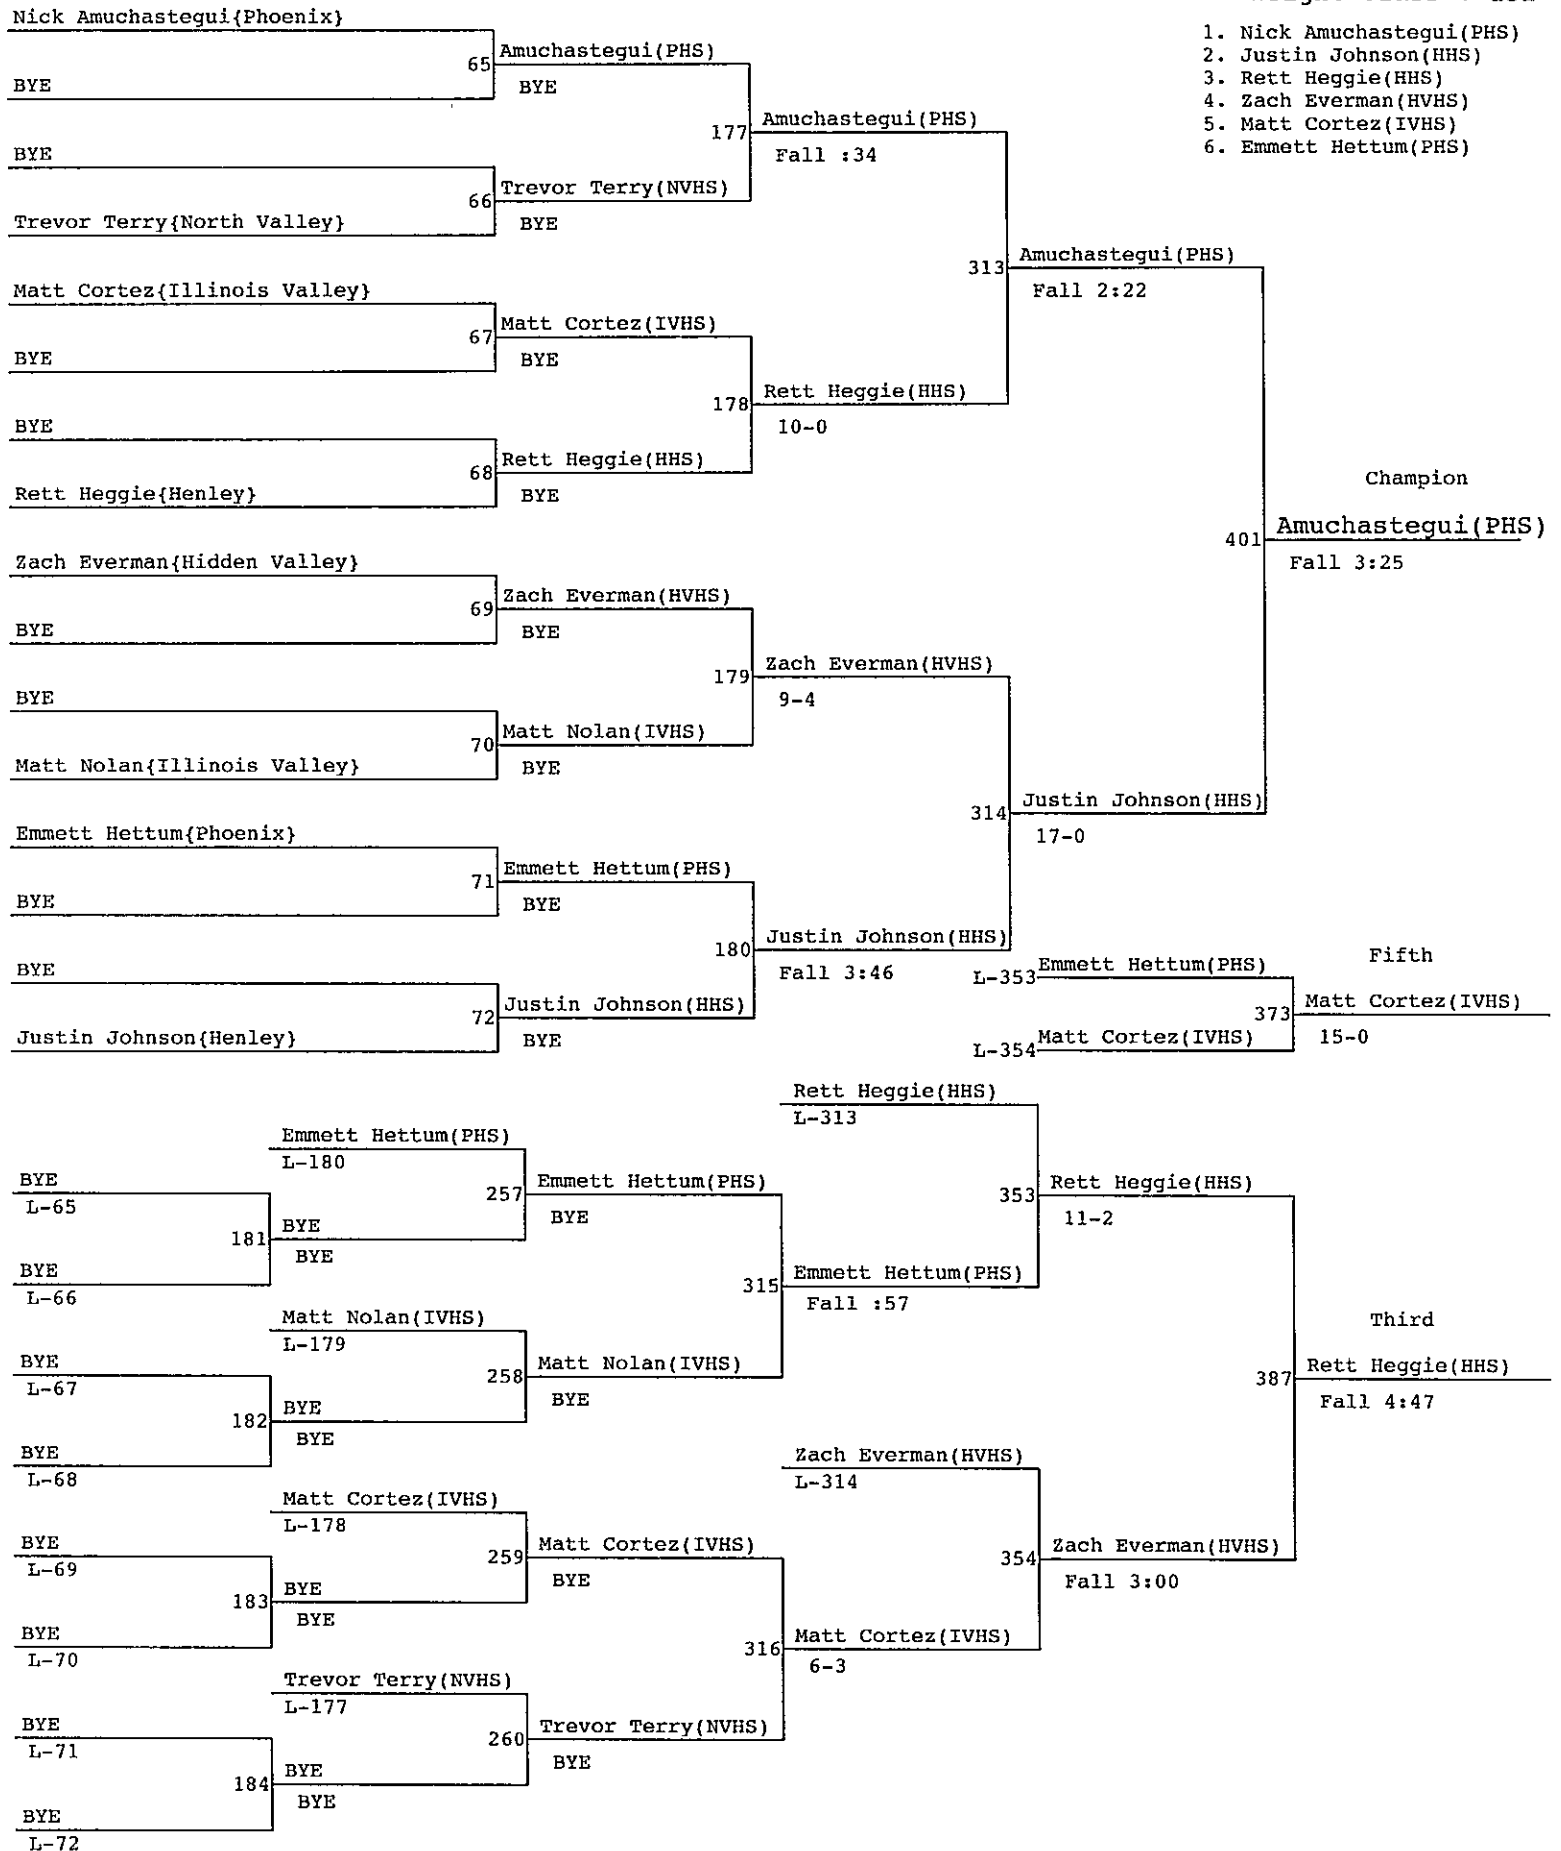 1. Nick Amuchastegui(PHS)
2. Justin Johnson(HHS)
3. Rett Heggie(HHS)
4. Zach Everman(HVHS)
5. Matt Cortez(IVHS)
6. Emmett Hettum(PHS)
Nick Amuchastegui{Phoenix}
65
Amuchastegui(PHS)
BYE
BYE
177
Amuchastegui(PHS)
Fall :34
BYE
66
Trevor Terry(NVHS)
BYE
Trevor Terry{North Valley}
313
Amuchastegui(PHS)
Fall 2:22
Matt Cortez{Illinois Valley}
67
Matt Cortez(IVHS)
BYE
BYE
178
Rett Heggie(HHS)
10-0
BYE
68
Rett Heggie(HHS)
BYE
Rett Heggie{Henley}
Champion
401
Amuchastegui(PHS)
Fall 3:25
Zach Everman{Hidden Valley}
69
Zach Everman(HVHS)
BYE
BYE
179
Zach Everman(HVHS)
9-4
BYE
70
Matt Nolan(IVHS)
BYE
Matt Nolan{Illinois Valley}
314
Justin Johnson(HHS)
17-0
Emmett Hettum{Phoenix}
71
Emmett Hettum(PHS)
BYE
BYE
180
Justin Johnson(HHS)
Fall 3:46
BYE
72
Justin Johnson(HHS)
BYE
Justin Johnson{Henley}
Fifth
L-353
Emmett Hettum(PHS)
373
Matt Cortez(IVHS)
15-0
L-354
Matt Cortez(IVHS)
Rett Heggie(HHS)
L-313
Emmett Hettum(PHS)
L-180
BYE
L-65
257
Emmett Hettum(PHS)
BYE
353
Rett Heggie(HHS)
11-2
181
BYE
BYE
BYE
L-66
315
Emmett Hettum(PHS)
Fall :57
Matt Nolan(IVHS)
L-179
Third
BYE
L-67
258
Matt Nolan(IVHS)
BYE
387
Rett Heggie(HHS)
Fall 4:47
182
BYE
BYE
BYE
L-68
Zach Everman(HVHS)
L-314
Matt Cortez(IVHS)
L-178
BYE
L-69
259
Matt Cortez(IVHS)
BYE
354
Zach Everman(HVHS)
Fall 3:00
183
BYE
BYE
BYE
L-70
316
Matt Cortez(IVHS)
6-3
Trevor Terry(NVHS)
L-177
BYE
L-71
260
Trevor Terry(NVHS)
BYE
184
BYE
BYE
BYE
L-72